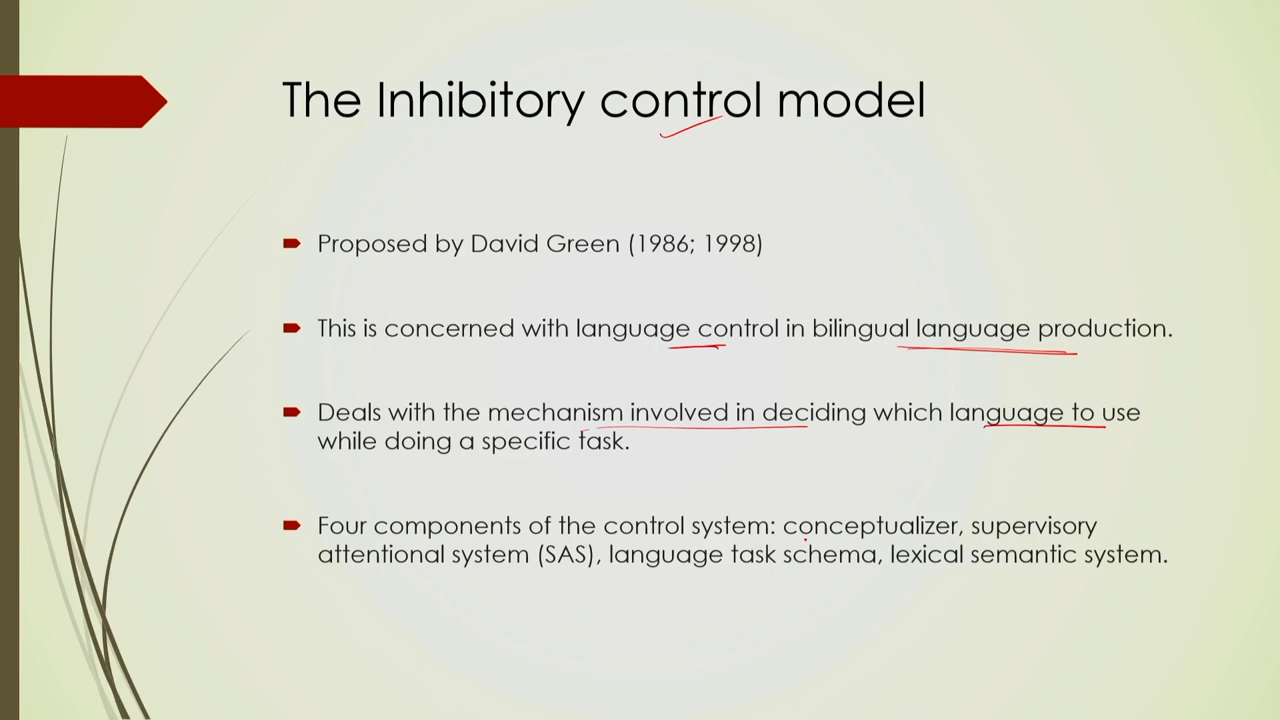 The Inhibitory control model
Proposed by David Green (1986; 1998)
This is concerned with language control in bilingual language production.
Deals with the mechanism involved in deciding which language to use
while doing a specific task.
Four components of the control system: conceptualizer, supervisory
attentional system (SAS), language task schema, lexical semantic system.